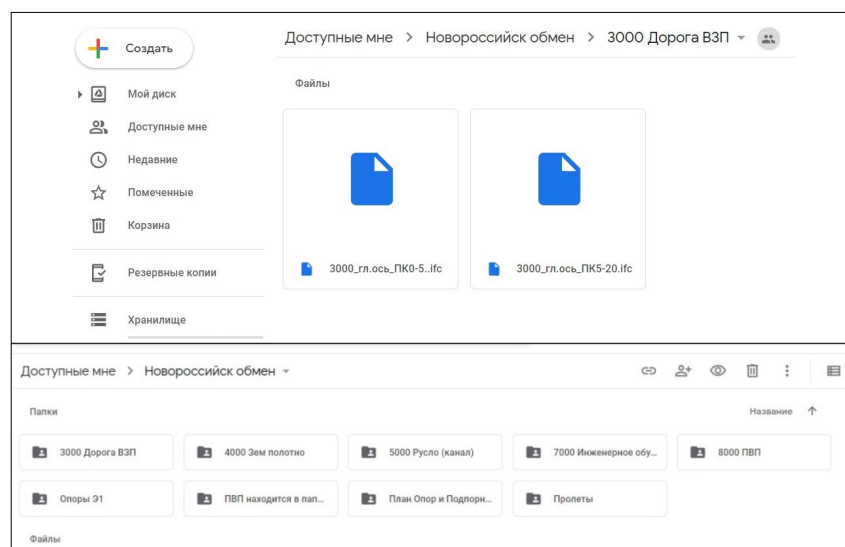 Создать
Доступные мне > Новороссийск обмен > 3000 Дорога ВЗП
Мой диск
Доступные мне
Недавние
Помеченные
Корзина
Резервные копии
Хранилище
Файлы
3000_гл.ось_ПК0-5..ifc
3000_гл.ось_ПК5-20.ifc
Доступные мне > Новороссийск обмен
Папки
Название
3000 Дорога ВЗП
4000 Зем полотно
5000 Русло (канал)
7000 Инженерное обу...
8000 ПВП
Опоры Э1
ПВП находится в пап...
План Опор и Подпорн...
Пролеты
Файлы